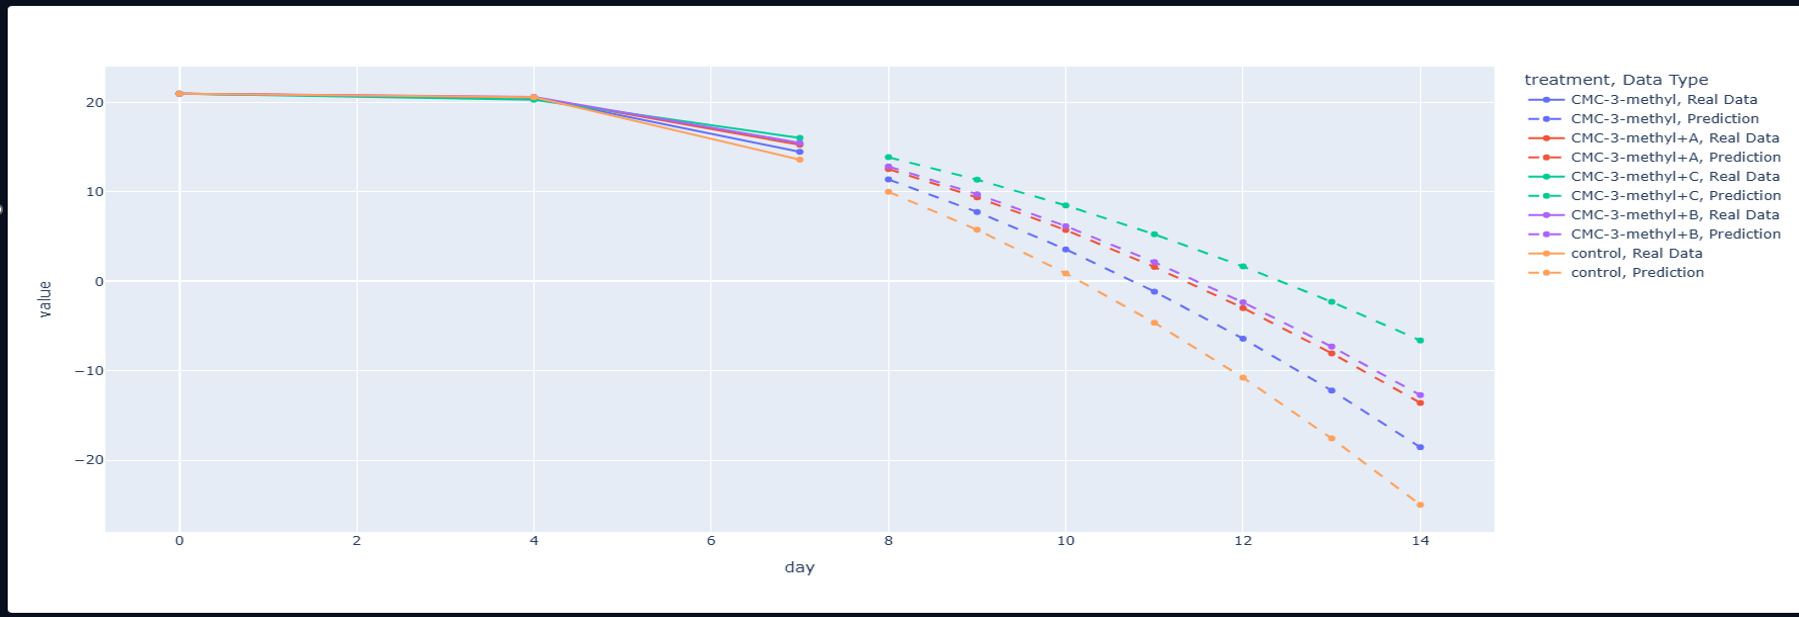 treatment, Data Type
CMC-3-methyl, Real Data
CMC-3-methyl, Prediction
CMC-3-methyl+A, Real Data
CMC-3-methyl+A, Prediction
CMC-3-methyl+C, Real Data
CMC-3-methyl+C, Prediction
CMC-3-methyl+B, Real Data
CMC-3-methyl+B, Prediction
control, Real Data
control, Prediction
20
10
0
−10
−20
value
0 2 4 6 8 10 12 14
day